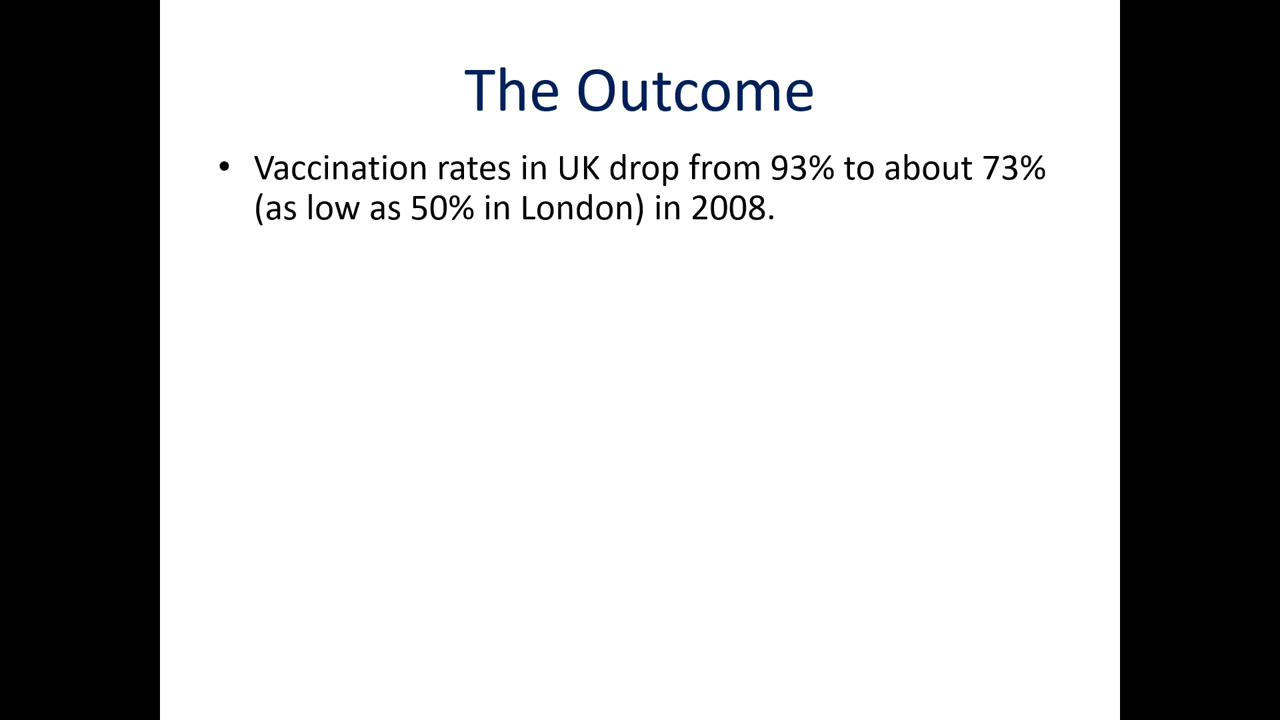 The Outcome
• Vaccination rates in UK drop from 93% to about 73%
(as low as 50% in London) in 2008.